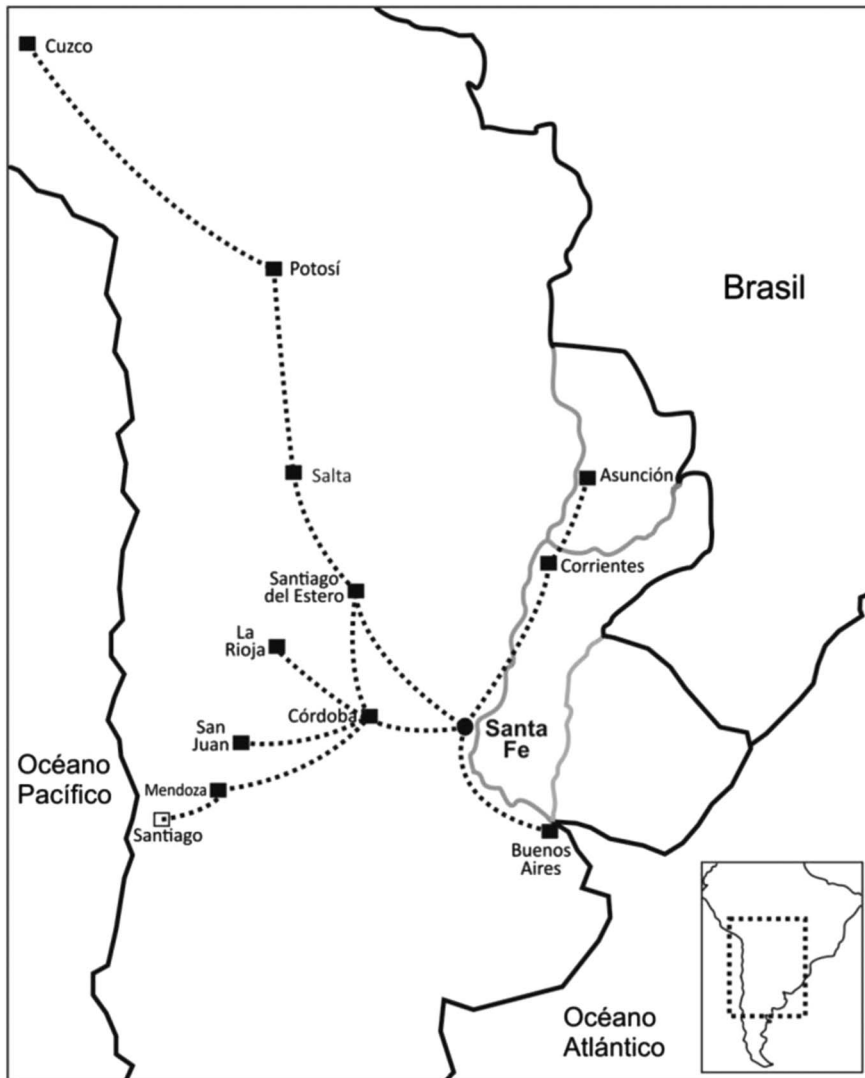 Cuzco
Potosí
Brasil
Salta
Asunción
Corrientes
Santiago
del Estero
La
Rioja
Córdoba
Santa
Fe
San
Juan
Océano
Pacífico
Mendoza
Santiago
Buenos
Aires
Océano
Atlántico